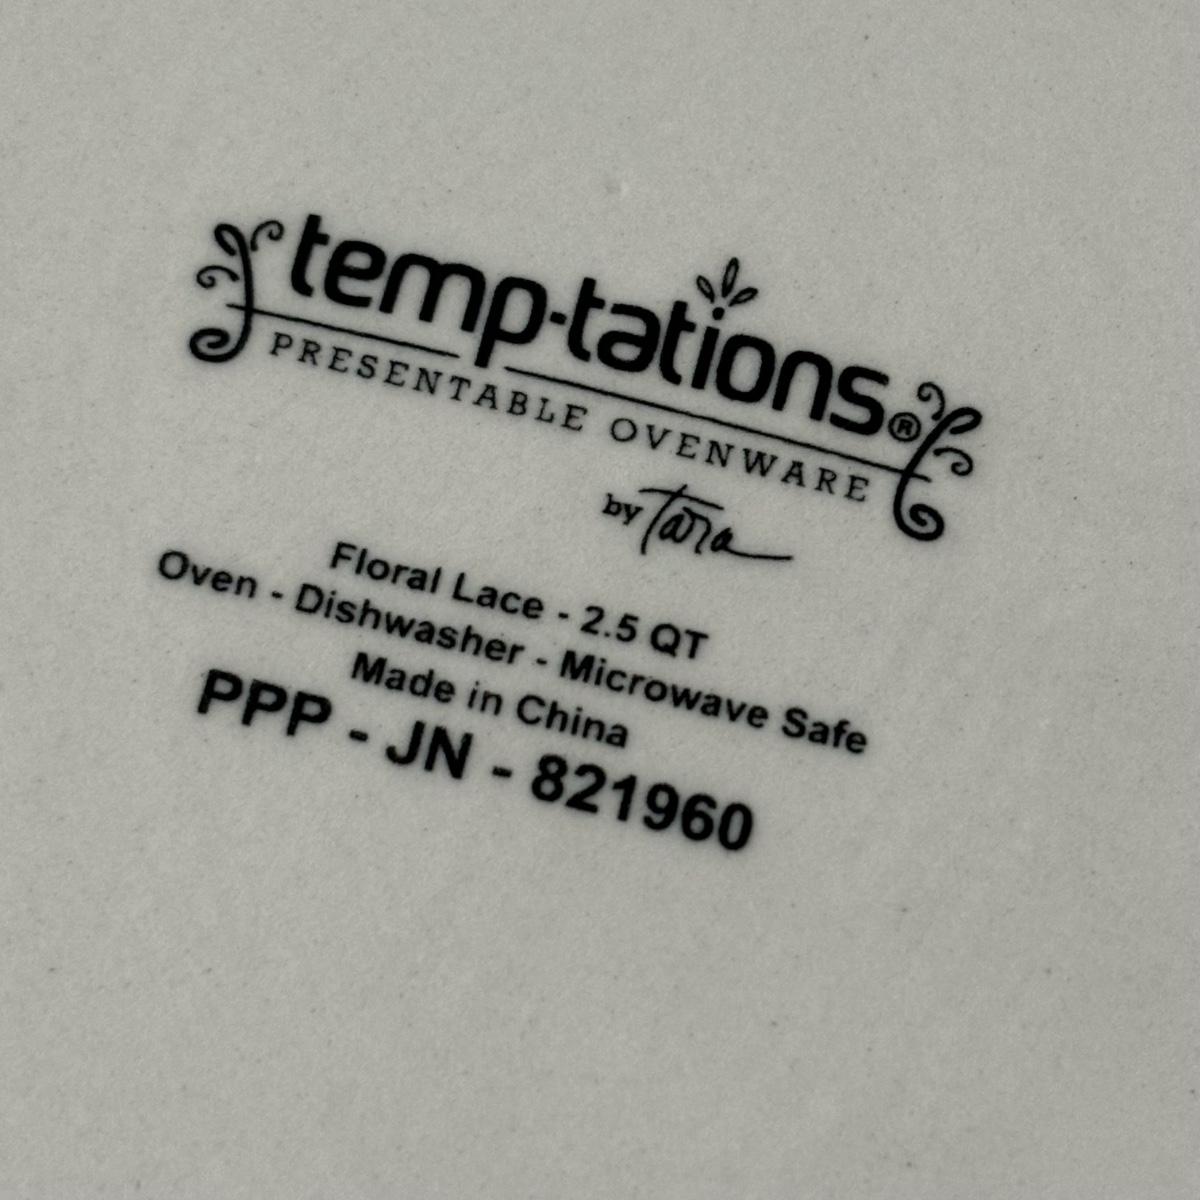 temp-tations®
PRESENTABLE OVENWARE
by Tara
Floral Lace - 2.5 QT
Oven - Dishwasher - Microwave Safe
Made in China
PPP - JN - 821960